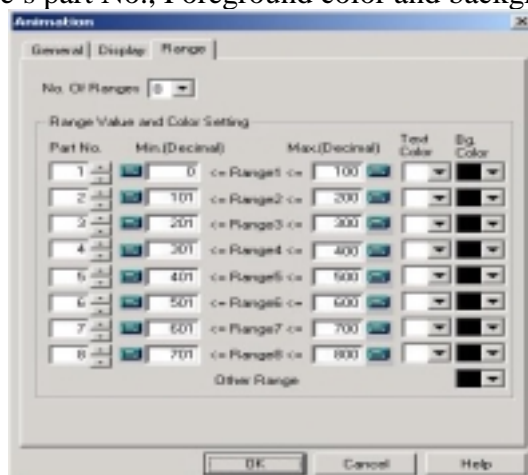 e's part No., Foreground color and backg
Animation
General Display Range
No. Of Ranges 8
Range Value and Color Setting
Part No. Min.(Decimal) Max.(Decimal) Text Color Bg. Color
1 0 <= Range1 <= 100
2 101 <= Range2 <= 200
3 201 <= Range3 <= 300
4 301 <= Range4 <= 400
5 401 <= Range5 <= 500
6 501 <= Range6 <= 600
7 601 <= Range7 <= 700
8 701 <= Range8 <= 800
Other Range
OK Cancel Help